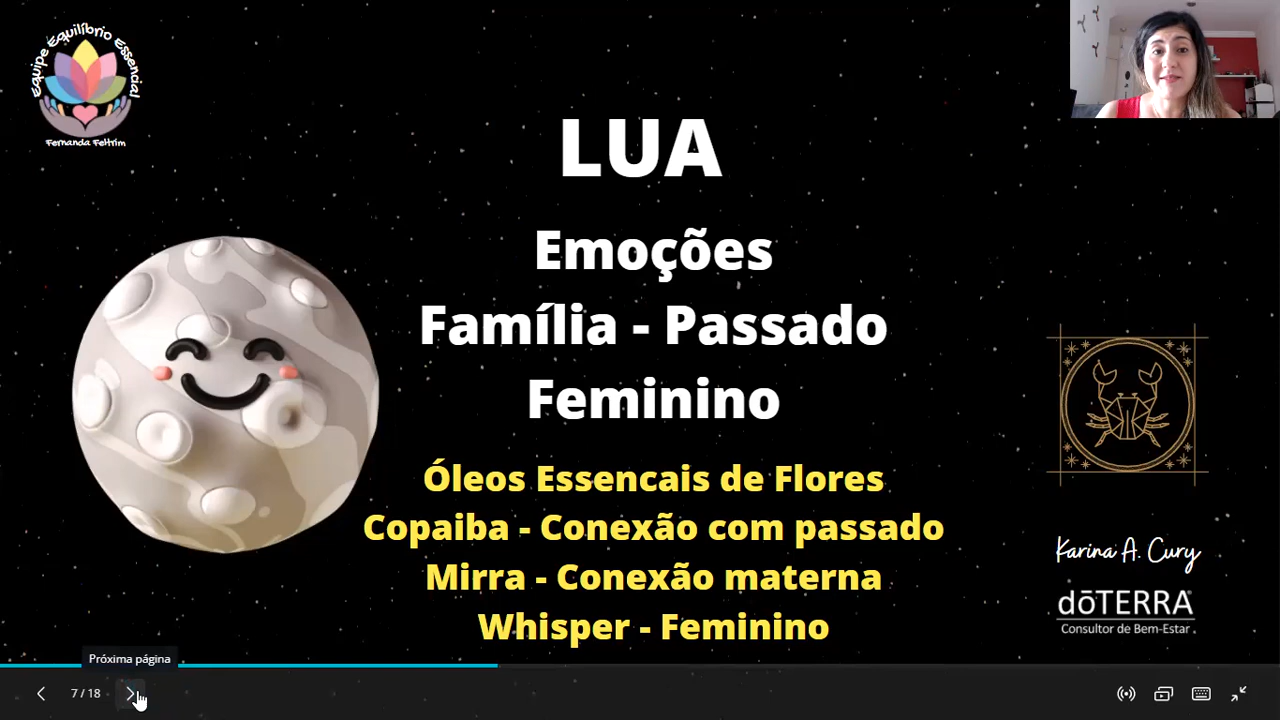 Equipe Equilíbrio Essencial
Fernanda Feltrim
LUA
Emoções
Família - Passado
Feminino
Óleos Essencais de Flores
Copaiba - Conexão com passado
Mirra - Conexão materna
Whisper - Feminino
Karina A. Cury
dōTERRA
Consultor de Bem-Estar
Próxima página
7 / 18